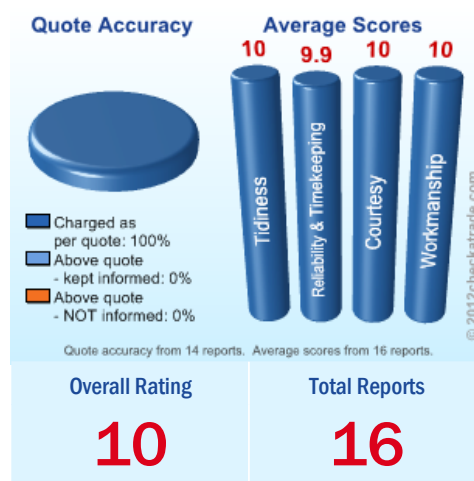 Quote Accuracy
Average Scores
10
9.9
10
10
Tidiness
Reliability & Timekeeping
Courtesy
Workmanship
Charged as
per quote: 100%
Above quote
- kept informed: 0%
Above quote
- NOT informed: 0%
© 2012checkatrade.com
Quote accuracy from 14 reports. Average scores from 16 reports.
Overall Rating
Total Reports
10
16